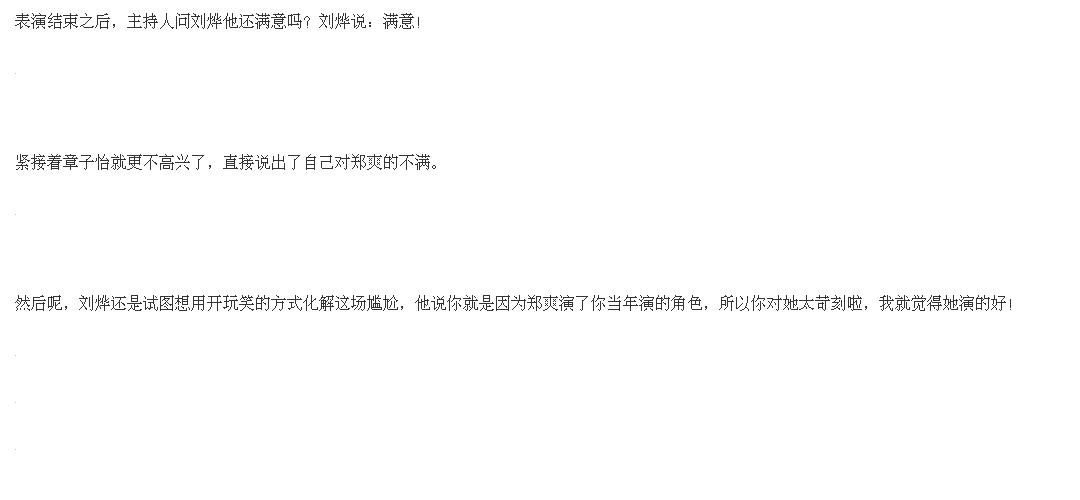 表演结束之后，主持人问刘烨他还满意吗？刘烨说：满意！
紧接着章子怡就更不高兴了，直接说出了自己对郑爽的不满。
然后呢，刘烨还是试图想用开玩笑的方式化解这场尴尬，他说你就是因为郑爽演了你当年演的角色，所以你对她太苛刻啦，我就觉得她演的好！